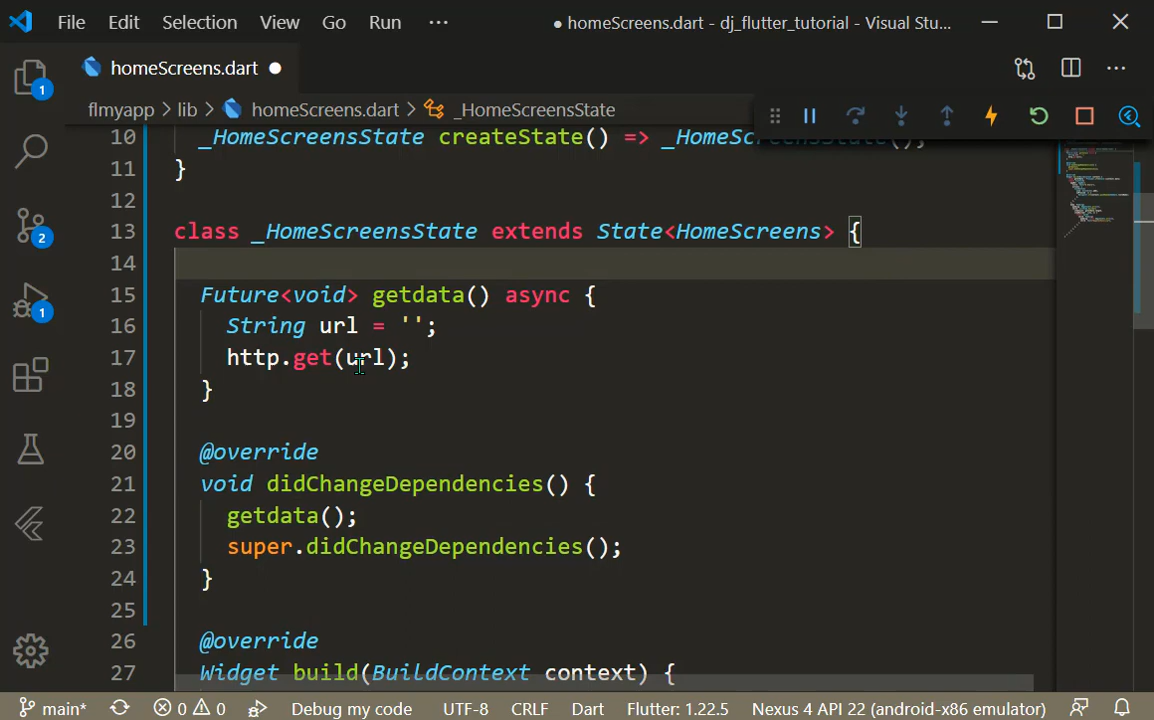 File Edit Selection View Go Run ··· ● homeScreens.dart - dj_flutter_tutorial - Visual Stu...
homeScreens.dart ●
flmyapp > lib > homeScreens.dart > _HomeScreensState
10 _HomeScreensState createState() => _HomeScreensState();
11 }
12
13 class _HomeScreensState extends State<HomeScreens> {
14
15 Future<void> getdata() async {
16 String url = '';
17 http.get(url);
18 }
19
20 @override
21 void didChangeDependencies() {
22 getdata();
23 super.didChangeDependencies();
24 }
25
26 @override
27 Widget build(BuildContext context) {
1
2
1
main* 0 0 Debug my code UTF-8 CRLF Dart Flutter: 1.22.5 Nexus 4 API 22 (android-x86 emulator)